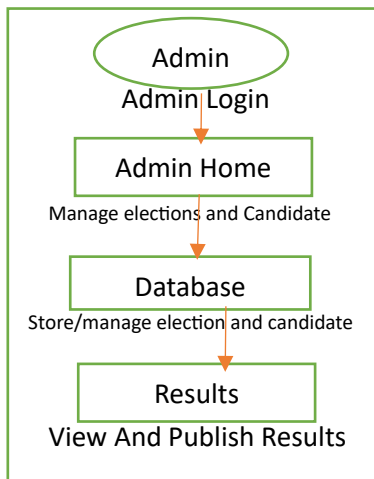 Admin
Admin Login
Admin Home
Manage elections and Candidate
Database
Store/manage election and candidate
Results
View And Publish Results